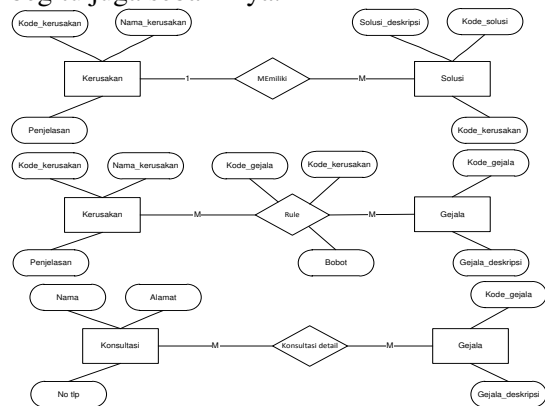 Kode_kerusakan
Nama_kerusakan
Solusi_deskripsi
Kode_solusi
Kerusakan
1
MEmiliki
M
Solusi
Penjelasan
Kode_kerusakan
Kode_kerusakan
Nama_kerusakan
Kode_gejala
Kode_kerusakan
Kode_gejala
Kerusakan
M
Rule
M
Gejala
Penjelasan
Bobot
Gejala_deskripsi
Nama
Alamat
Kode_gejala
Konsultasi
M
Konsultasi detail
M
Gejala
No tlp
Gejala_deskripsi